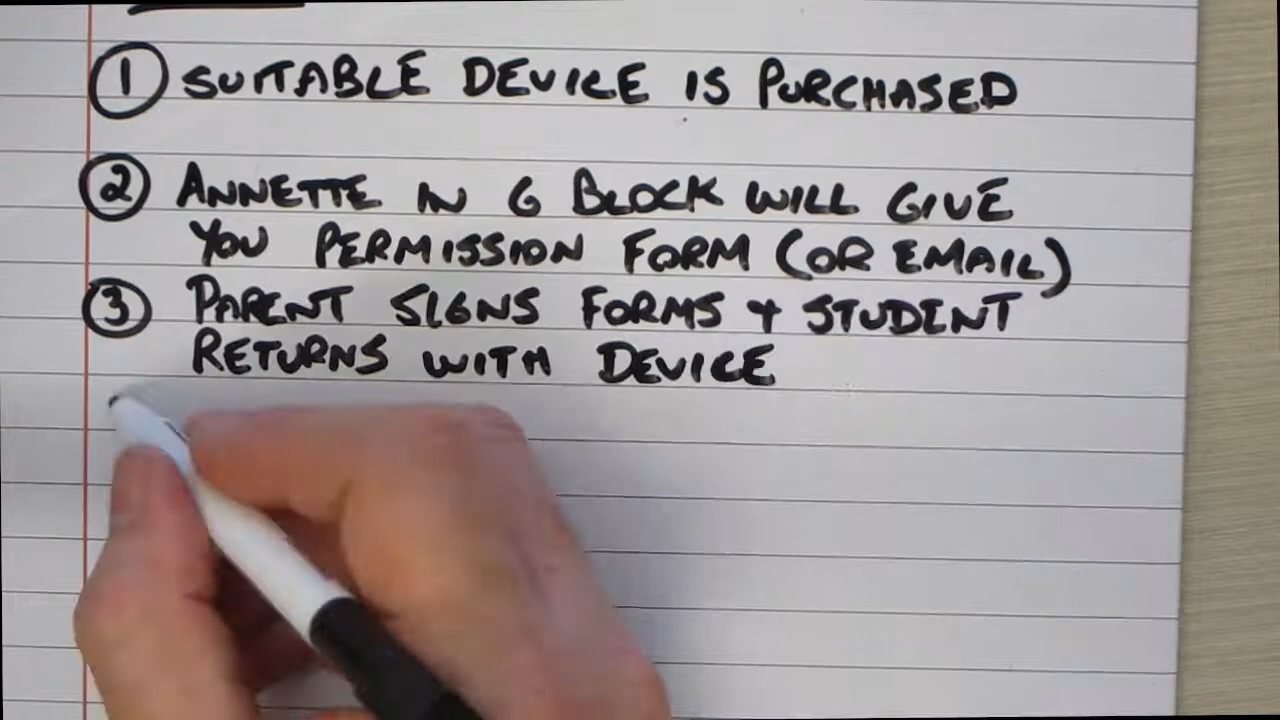 ① SUITABLE DEVICE IS PURCHASED
② ANNETTE IN G BLOCK WILL GIVE
YOU PERMISSION FORM (OR EMAIL)
③ PARENT SIGNS FORMS + STUDENT
RETURNS WITH DEVICE